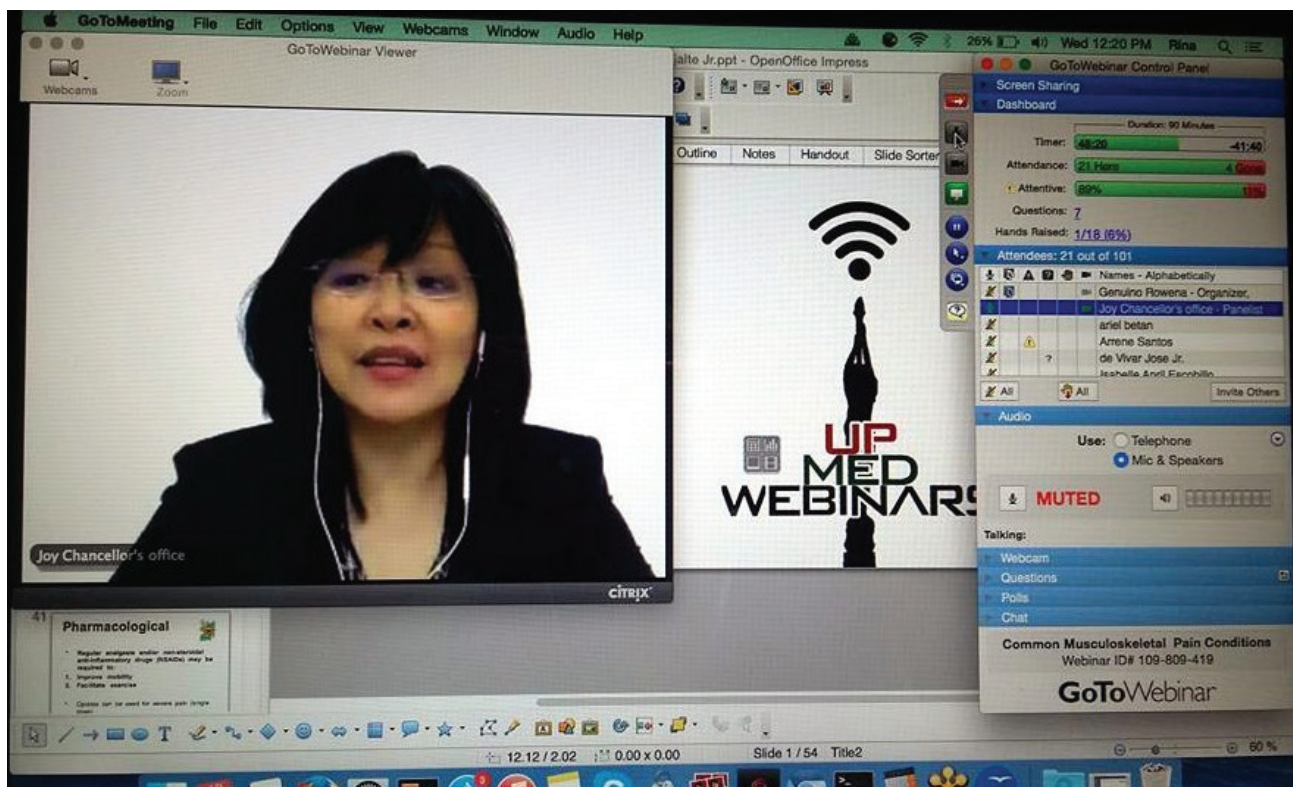 GoToMeeting File Edit Options View Webcams Window Audio Help
26% Wed 12:20 PM Rina
GoToWebinar Viewer
Webcams
Zoom
Joy Chancellor's office
CİTRIX
ialte Jr.ppt - OpenOffice Impress
Outline Notes Handout Slide Sorter
UP
MED
WEBINARS
41
Pharmacological
• Regular analgesia and/or non-steroidal
anti-inflammatory drugs (NSAIDs) may be
required to:
1. Improve mobility
2. Facilitate exercise
12.12 / 2.02 0.00 x 0.00 Slide 1 / 54 Title2 60 %
GoToWebinar Control Panel
Screen Sharing
Dashboard
Duration: 90 Minutes
Timer: 48:20 -41:40
Attendance: 21 Here 4 Gone
Attentive: 89% 11%
Questions: 7
Hands Raised: 1/18 (6%)
Attendees: 21 out of 101
Names - Alphabetically
Genuino Rowena - Organizer,
Joy Chancellor's office - Panelist
ariel betan
Arrene Santos
de Vivar Jose Jr.
All All Invite Others
Audio
Use: Telephone
Mic & Speakers
MUTED
Talking:
Webcam
Questions
Polls
Chat
Common Musculoskeletal Pain Conditions
Webinar ID# 109-809-419
GoToWebinar